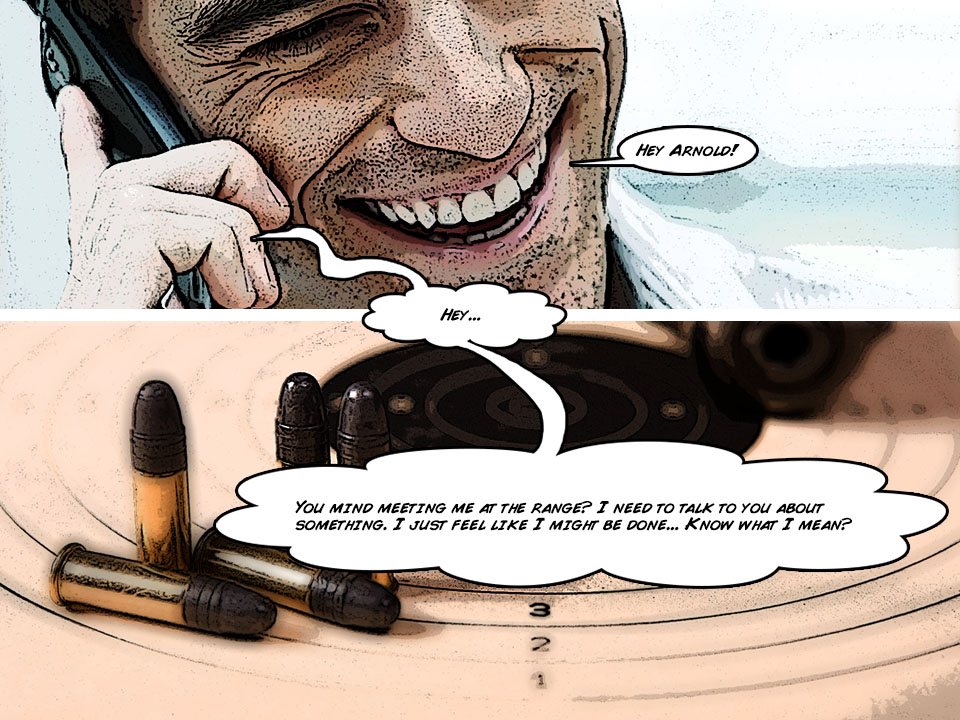 Hey Arnold!
Hey...
You mind meeting me at the range? I need to talk to you about
something. I just feel like I might be done... Know what I mean?
3
2
1